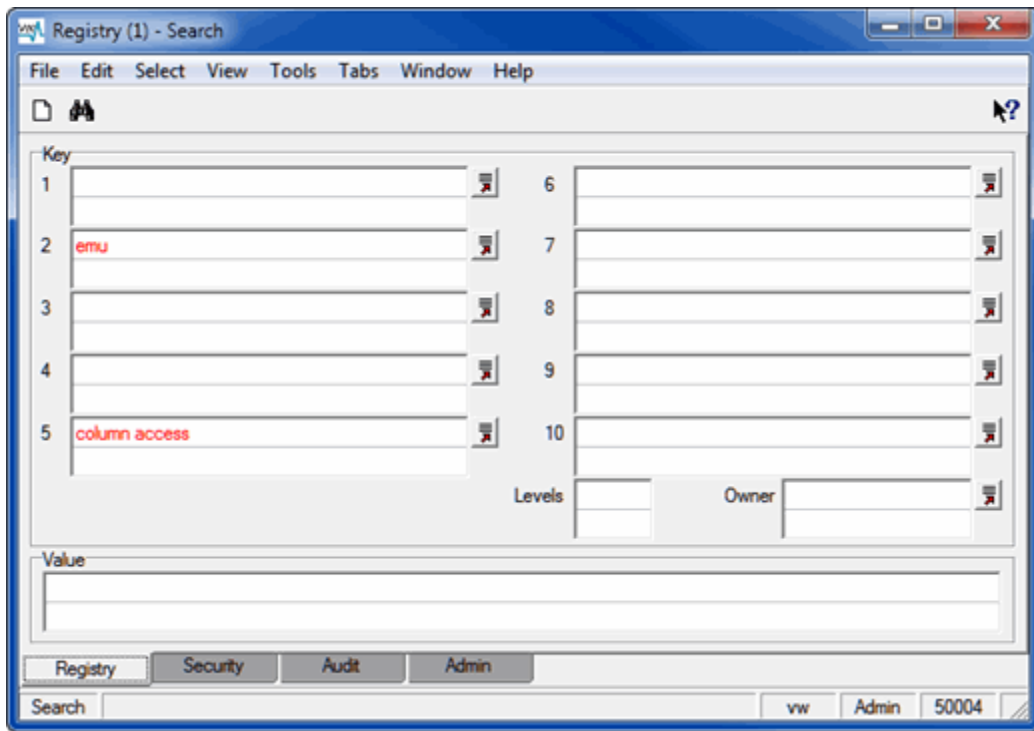 Registry (1) - Search
File Edit Select View Tools Tabs Window Help
Key
1 6
2 emu 7
3 8
4 9
5 column access 10
Levels Owner
Value
Registry Security Audit Admin
Search vw Admin 50004